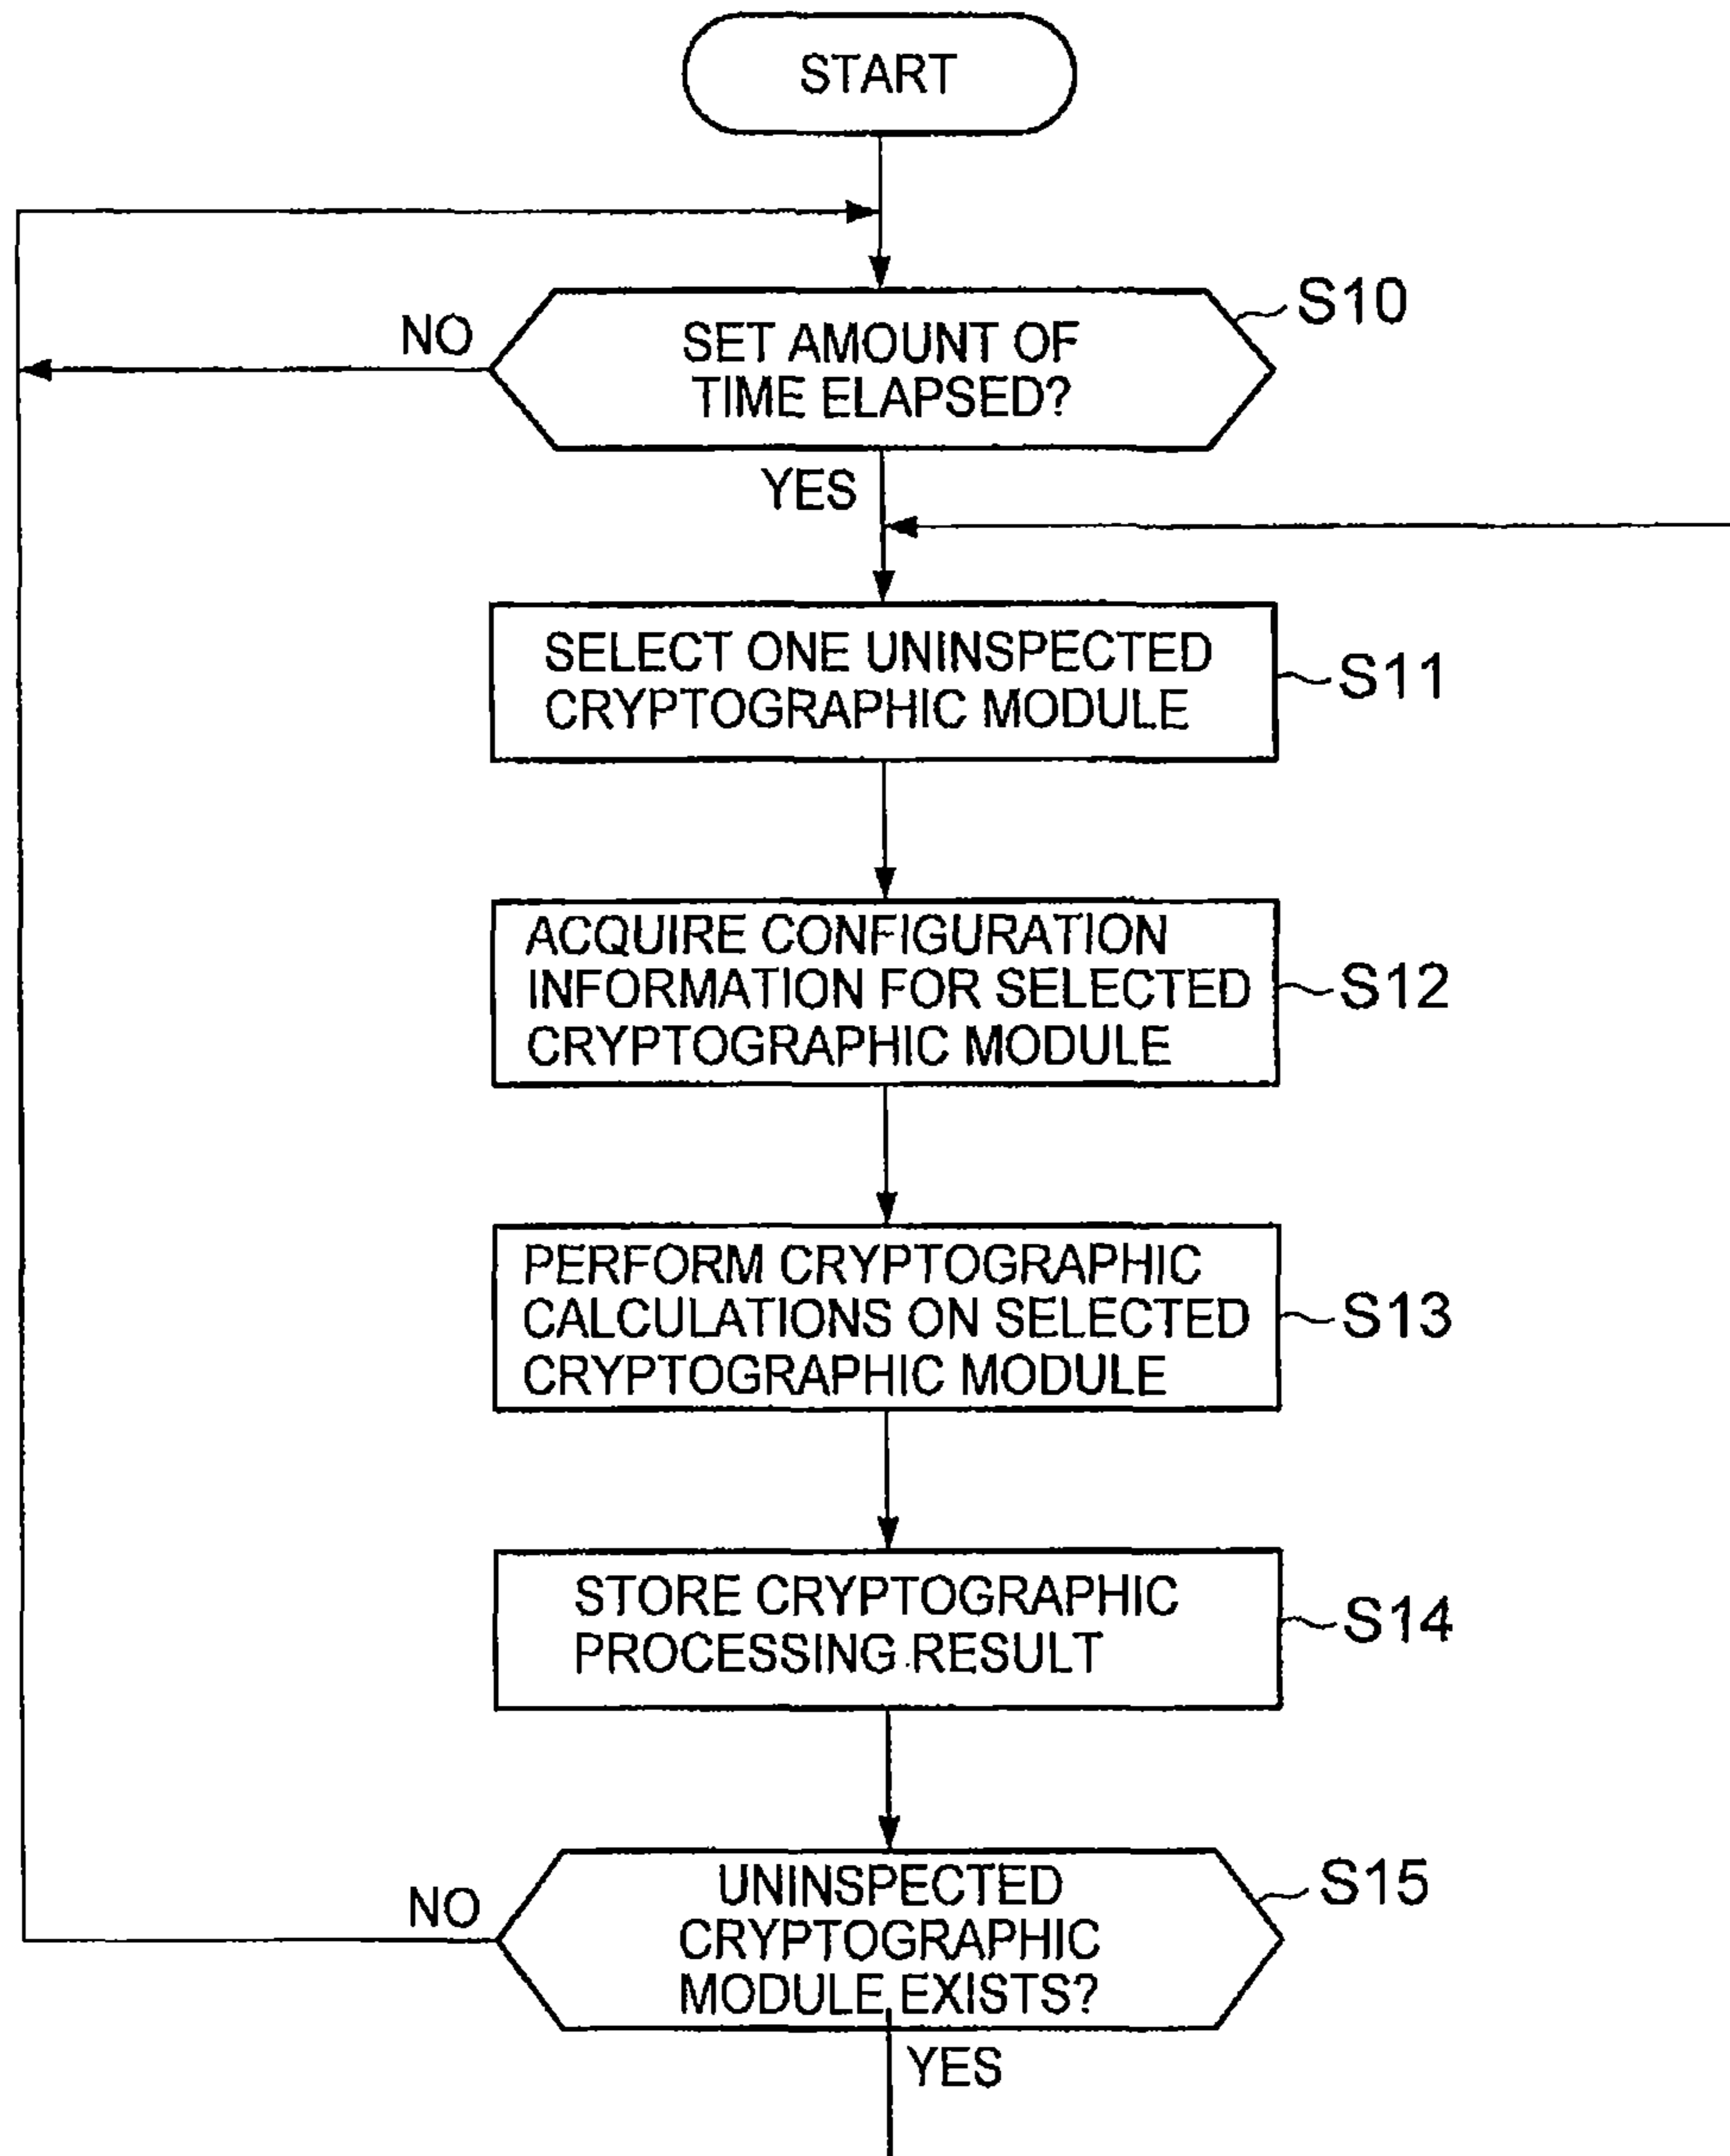 START
S10
NO
SET AMOUNT OF
TIME ELAPSED?
YES
SELECT ONE UNINSPECTED
CRYPTOGRAPHIC MODULE
S11
ACQUIRE CONFIGURATION
INFORMATION FOR SELECTED
CRYPTOGRAPHIC MODULE
S12
PERFORM CRYPTOGRAPHIC
CALCULATIONS ON SELECTED
CRYPTOGRAPHIC MODULE
S13
STORE CRYPTOGRAPHIC
PROCESSING RESULT
S14
S15
NO
UNINSPECTED
CRYPTOGRAPHIC
MODULE EXISTS?
YES